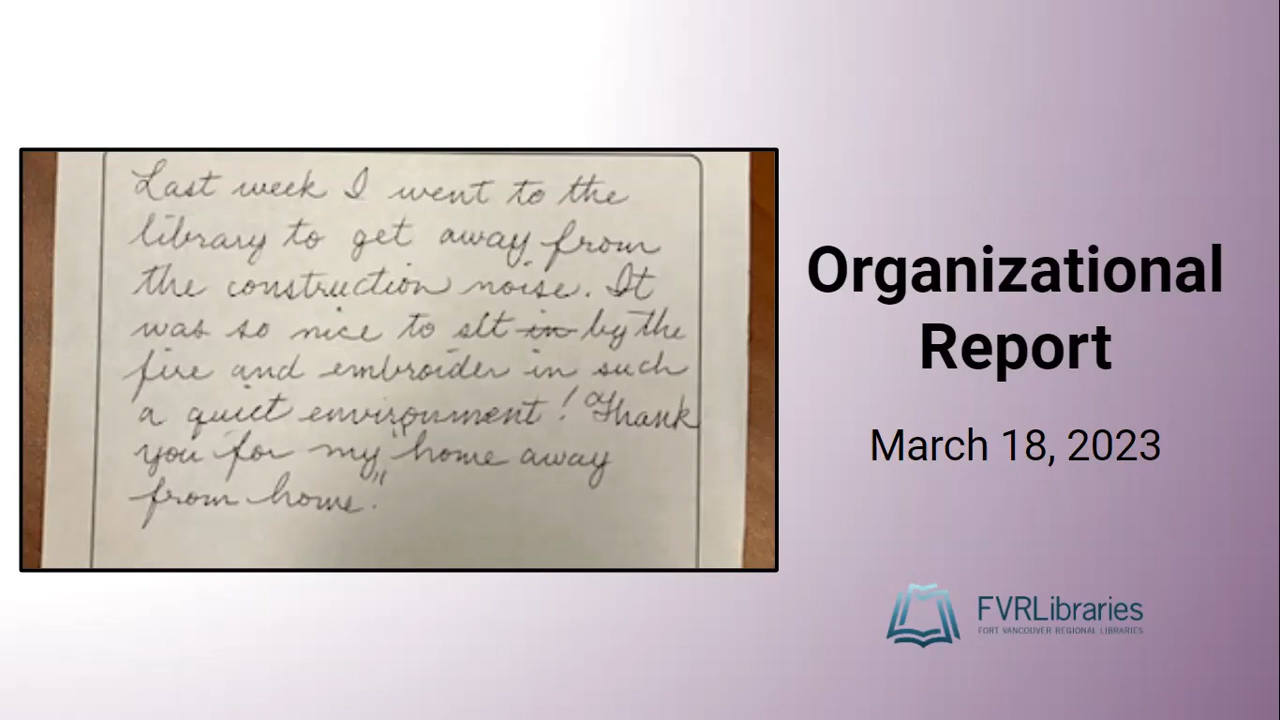 Last week I went to the
library to get away from
the construction noise. It
was so nice to sit in by the
fire and embroider in such
a quiet environment! Thank
you for my "home away
from home."
Organizational
Report
March 18, 2023
FVRLibraries
FORT VANCOUVER REGIONAL LIBRARIES